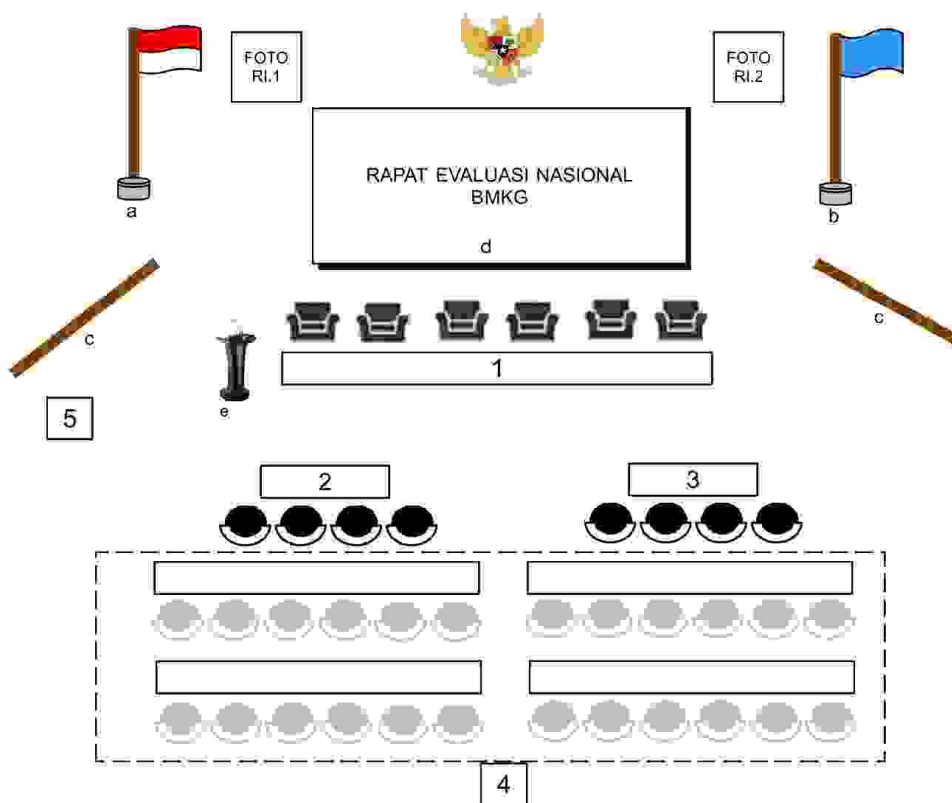 FOTO
RI.1
FOTO
RI.2
RAPAT EVALUASI NASIONAL
BMKG
d
a
b
c
c
e
1
5
2
3
4